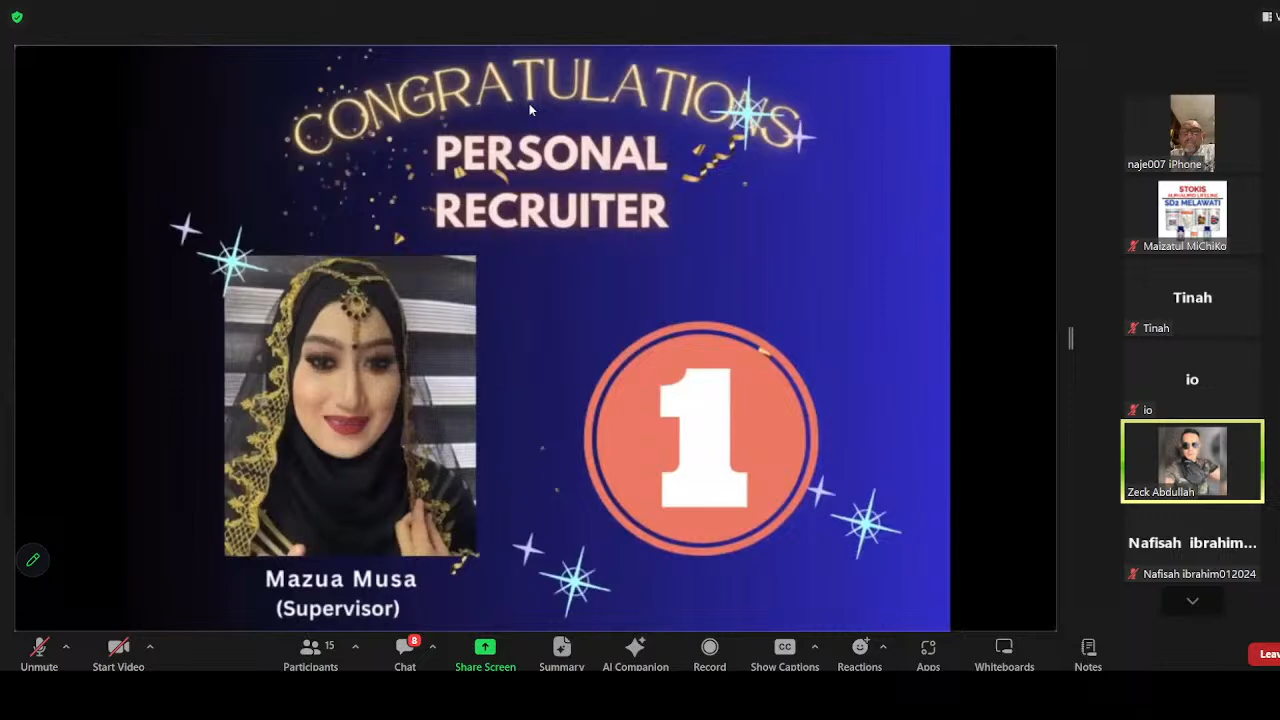 CONGRATULATIONS
PERSONAL
RECRUITER
1
Mazua Musa
(Supervisor)
naje007 iPhone
STOKIS
SD2 MELAWATI
Maizatul MiChiKo
Tinah
Tinah
io
io
Zeck Abdullah
Nafisah ibrahim...
Nafisah ibrahim012024
Unmute
Start Video
15
Participants
8
Chat
Share Screen
Summary
AI Companion
Record
CC
Show Captions
Reactions
Apps
Whiteboards
Notes
Leav